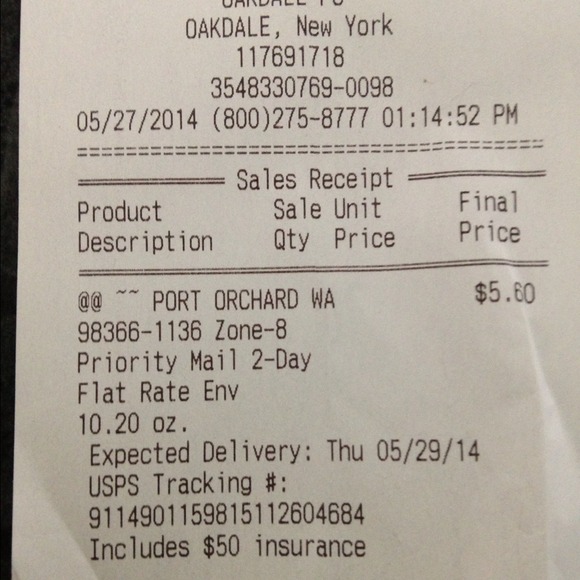 OAKDALE PO
OAKDALE, New York
117691718
3548330769-0098
05/27/2014 (800)275-8777 01:14:52 PM
Sales Receipt
Product Sale Unit Final
Description Qty Price Price
@@ ~~ PORT ORCHARD WA $5.60
98366-1136 Zone-8
Priority Mail 2-Day
Flat Rate Env
10.20 oz.
Expected Delivery: Thu 05/29/14
USPS Tracking #:
9114901159815112604684
Includes $50 insurance